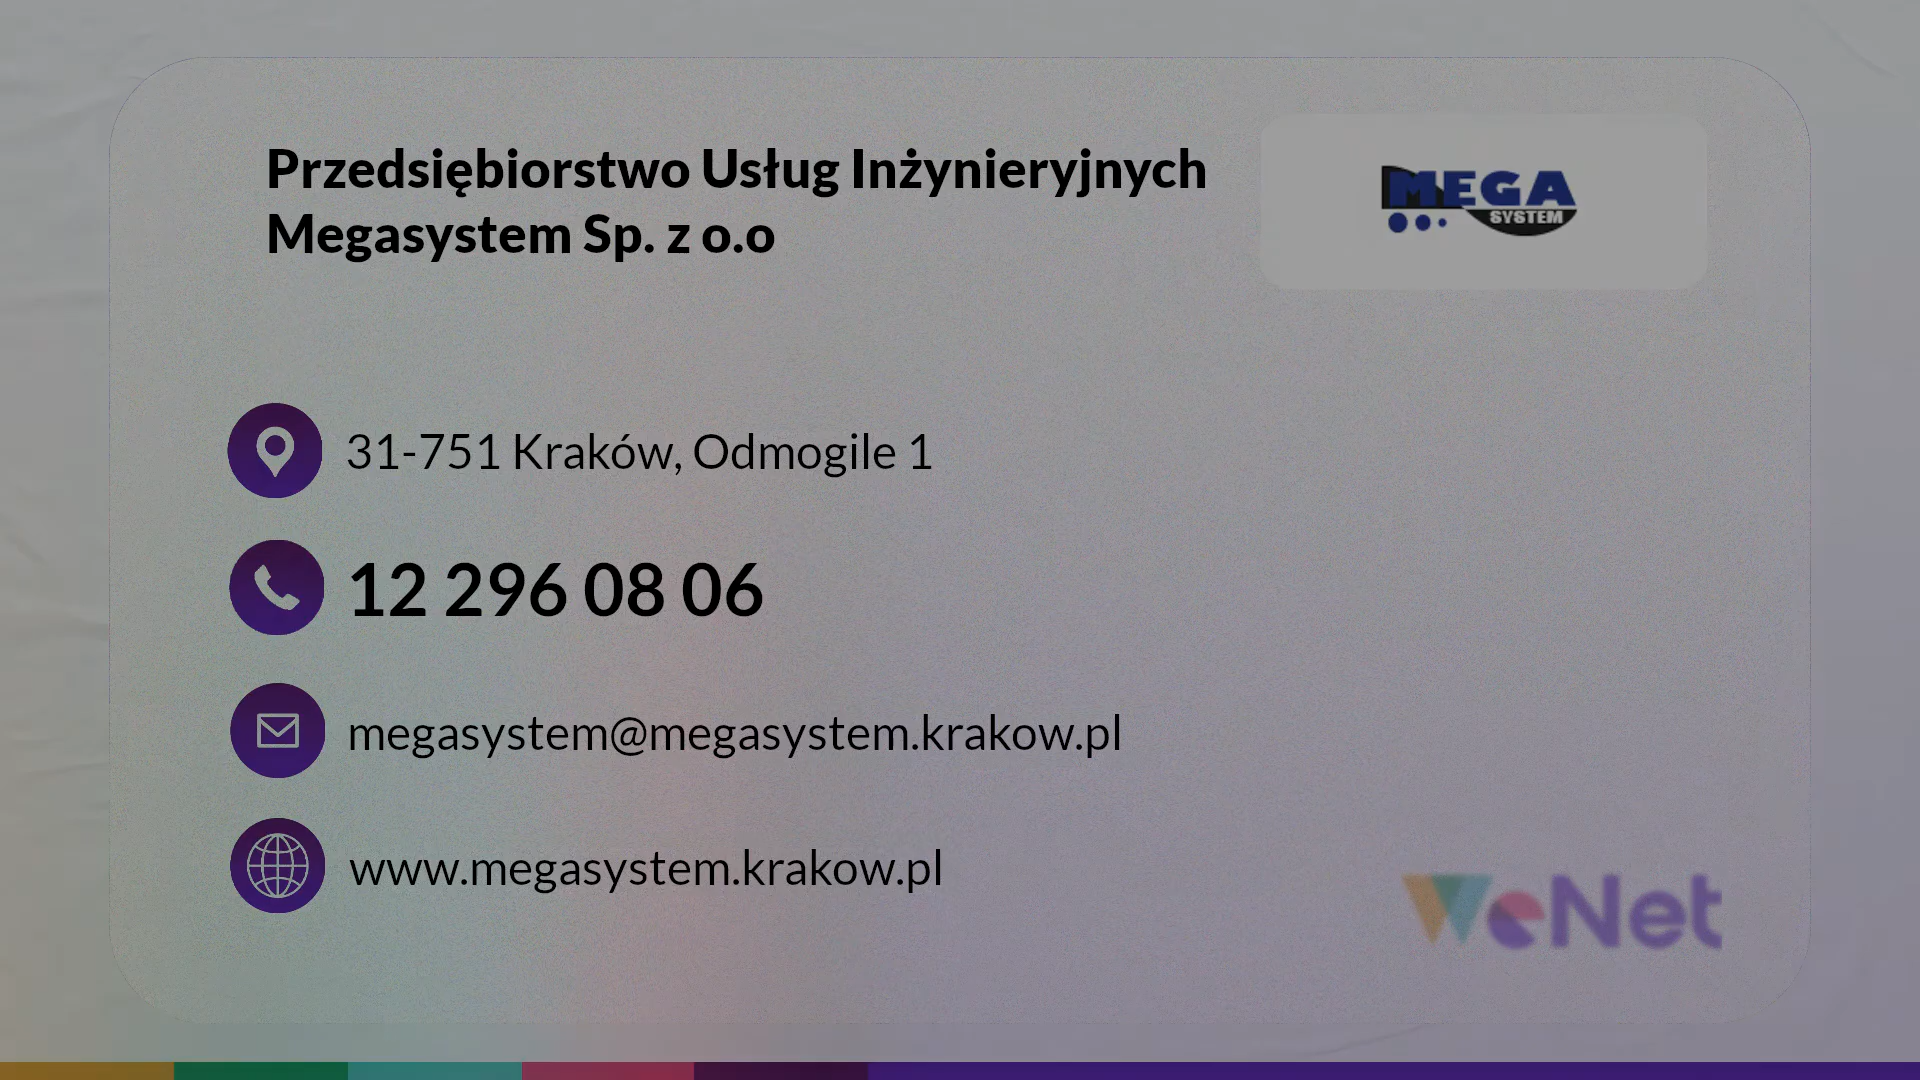 Przedsiębiorstwo Usług Inżynieryjnych
Megasystem Sp. z o.o
MEGA
SYSTEM
31-751 Kraków, Odmogile 1
12 296 08 06
megasystem@megasystem.krakow.pl
www.megasystem.krakow.pl
WeNet